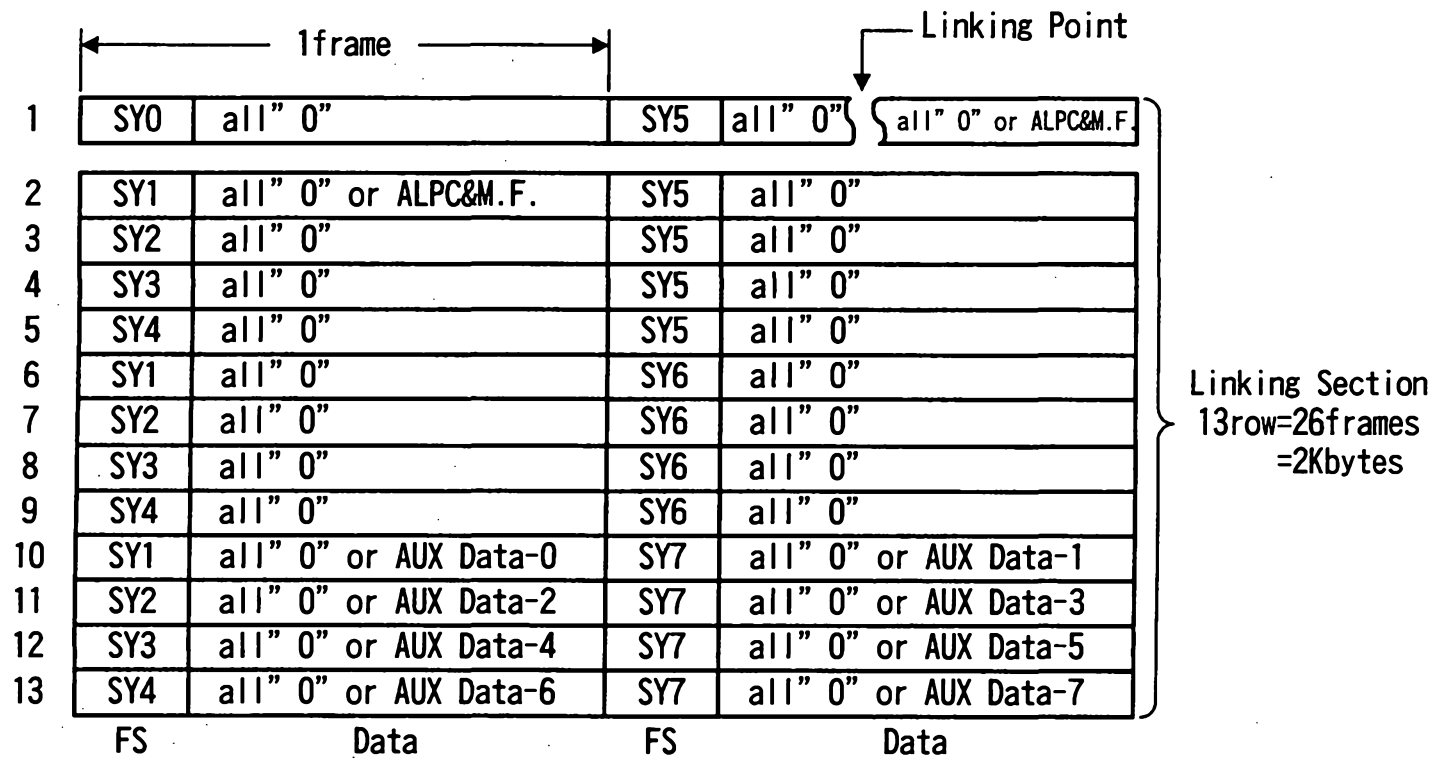 1frame
Linking Point
1 SY0 all" 0" SY5 all" 0" all" 0" or ALPC&M.F.
2 SY1 all" 0" or ALPC&M.F. SY5 all" 0"
3 SY2 all" 0" SY5 all" 0"
4 SY3 all" 0" SY5 all" 0"
5 SY4 all" 0" SY5 all" 0"
6 SY1 all" 0" SY6 all" 0"
7 SY2 all" 0" SY6 all" 0"
8 SY3 all" 0" SY6 all" 0"
9 SY4 all" 0" SY6 all" 0"
10 SY1 all" 0" or AUX Data-0 SY7 all" 0" or AUX Data-1
11 SY2 all" 0" or AUX Data-2 SY7 all" 0" or AUX Data-3
12 SY3 all" 0" or AUX Data-4 SY7 all" 0" or AUX Data-5
13 SY4 all" 0" or AUX Data-6 SY7 all" 0" or AUX Data-7
FS Data FS Data
Linking Section
13row=26frames
=2Kbytes